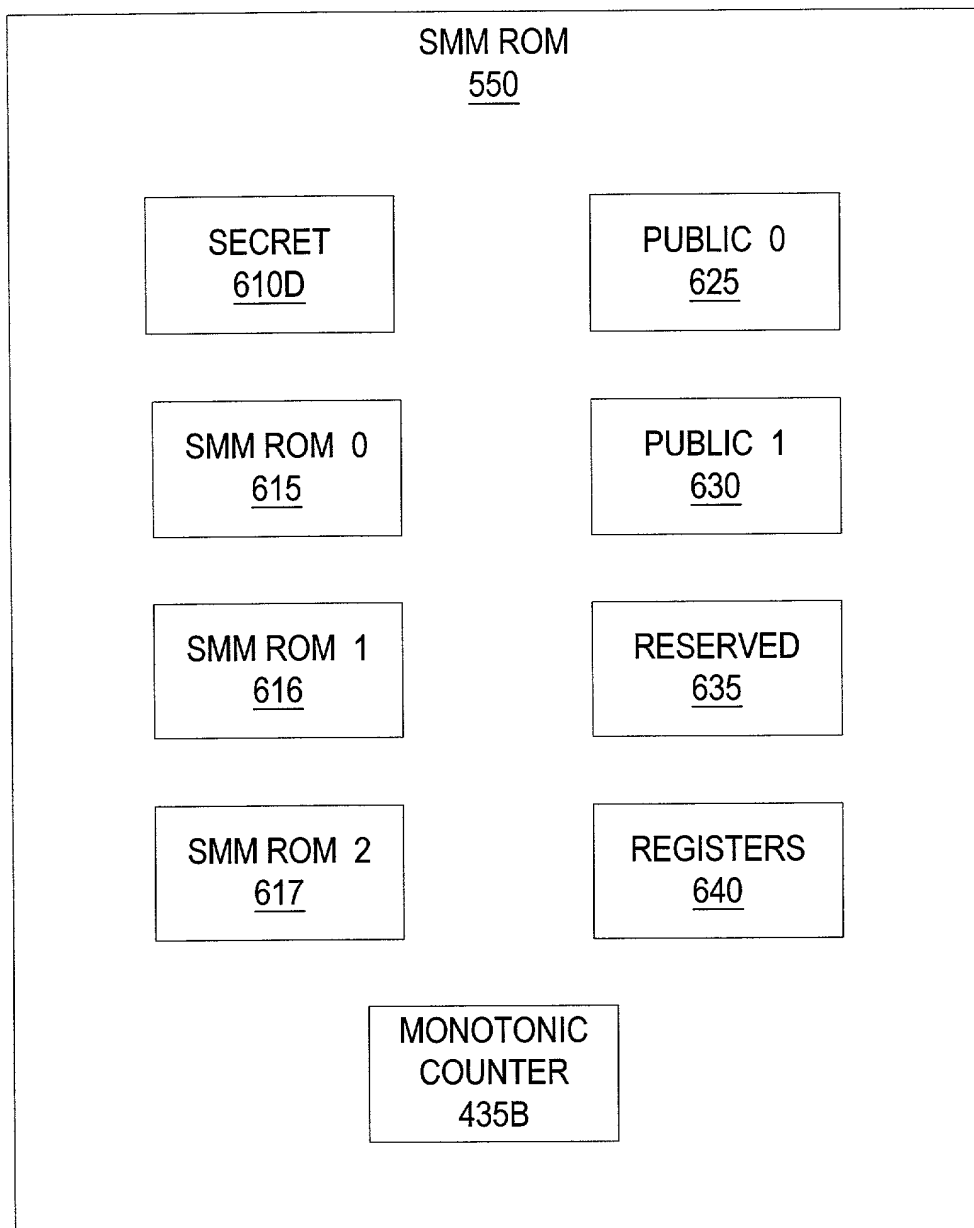 SMM ROM
550
SECRET
610D
PUBLIC 0
625
SMM ROM 0
615
PUBLIC 1
630
SMM ROM 1
616
RESERVED
635
SMM ROM 2
617
REGISTERS
640
MONOTONIC
COUNTER
435B